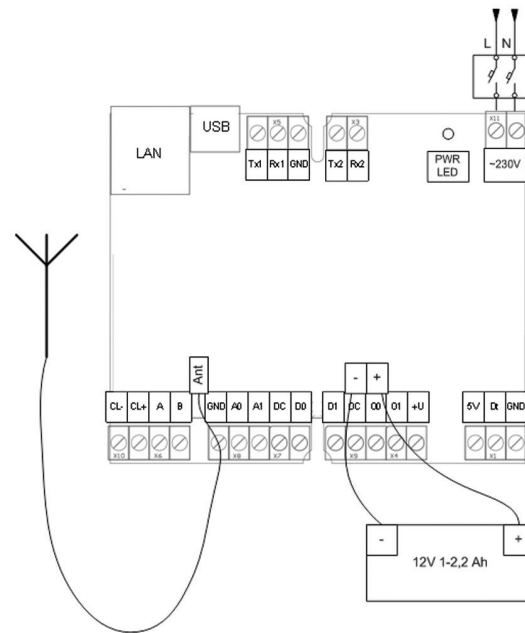 L N
X11
USB
LAN
X5
X3
Tx1 Rx1 GND
Tx2 Rx2
PWR
LED
~230V
Ant
- +
CL- CL+ A B
GND A0 A1 DC D0
D1 DC O0 O1 +U
5V Dt GND
X10 X6
X8 X7
X9 X4
X1
- +
12V 1-2,2 Ah